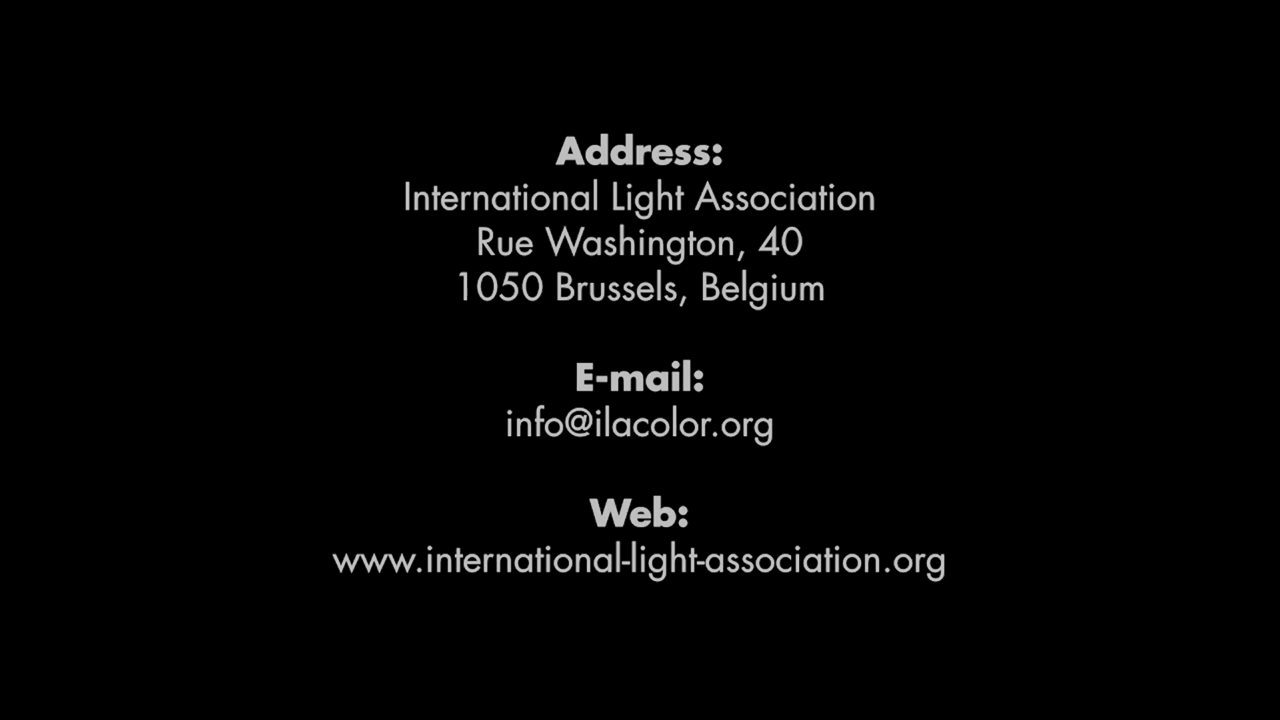 Address:
International Light Association
Rue Washington, 40
1050 Brussels, Belgium
E-mail:
info@ilacolor.org
Web:
www.international-light-association.org